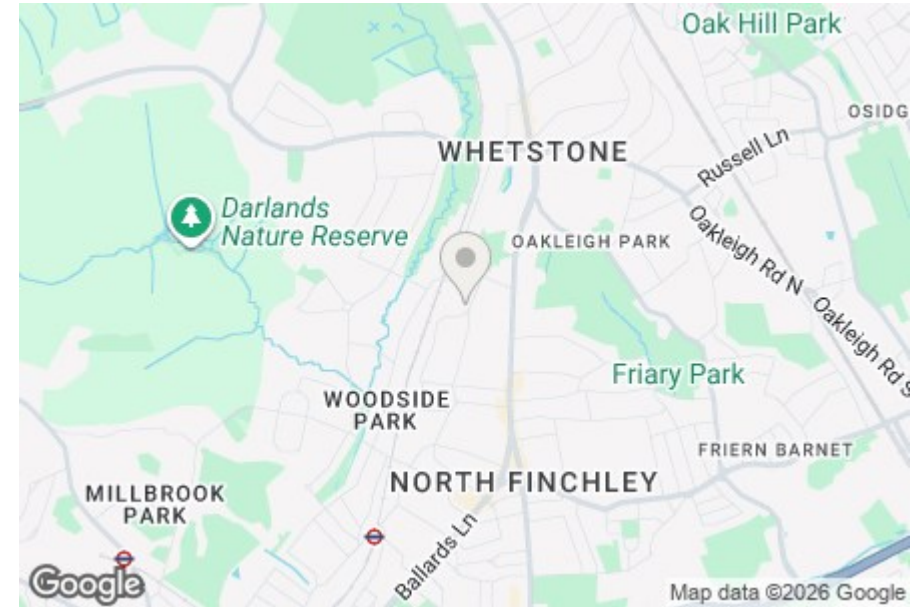 Oak Hill Park
OSIDG
WHETSTONE
Russell Ln
Darlands
Nature Reserve
OAKLEIGH PARK
Oakleigh Rd N
Oakleigh Rd S
Friary Park
WOODSIDE
PARK
FRIERN BARNET
NORTH FINCHLEY
MILLBROOK
PARK
Ballards Ln
Google
Map data ©2026 Google